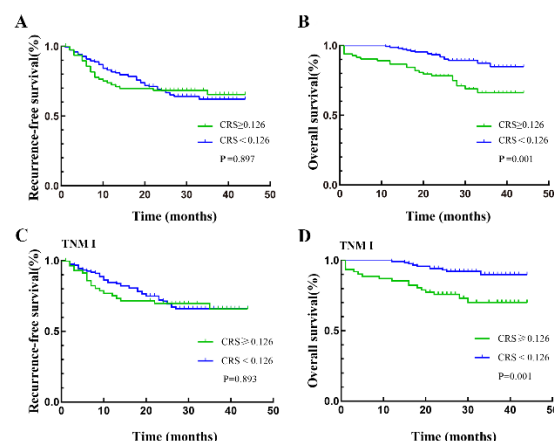 A
Recurrence-free survival(%)
1.0
0.5
0.0
0 10 20 30 40 50
CRS≥0.126
CRS＜0.126
P =0.897
Time (months)
B
Overall survival(%)
1.0
0.5
0.0
0 10 20 30 40 50
CRS≥0.126
CRS＜0.126
P=0.001
Time (months)
C TNM I
Recurrence-free survival(%)
1.0
0.5
0.0
0 10 20 30 40 50
CRS≥0.126
CRS＜0.126
P=0.893
Time (months)
TNM I D
Overall survival(%)
1.0
0.5
0.0
0 10 20 30 40 50
CRS≥0.126
CRS＜0.126
P=0.001
Time (months)